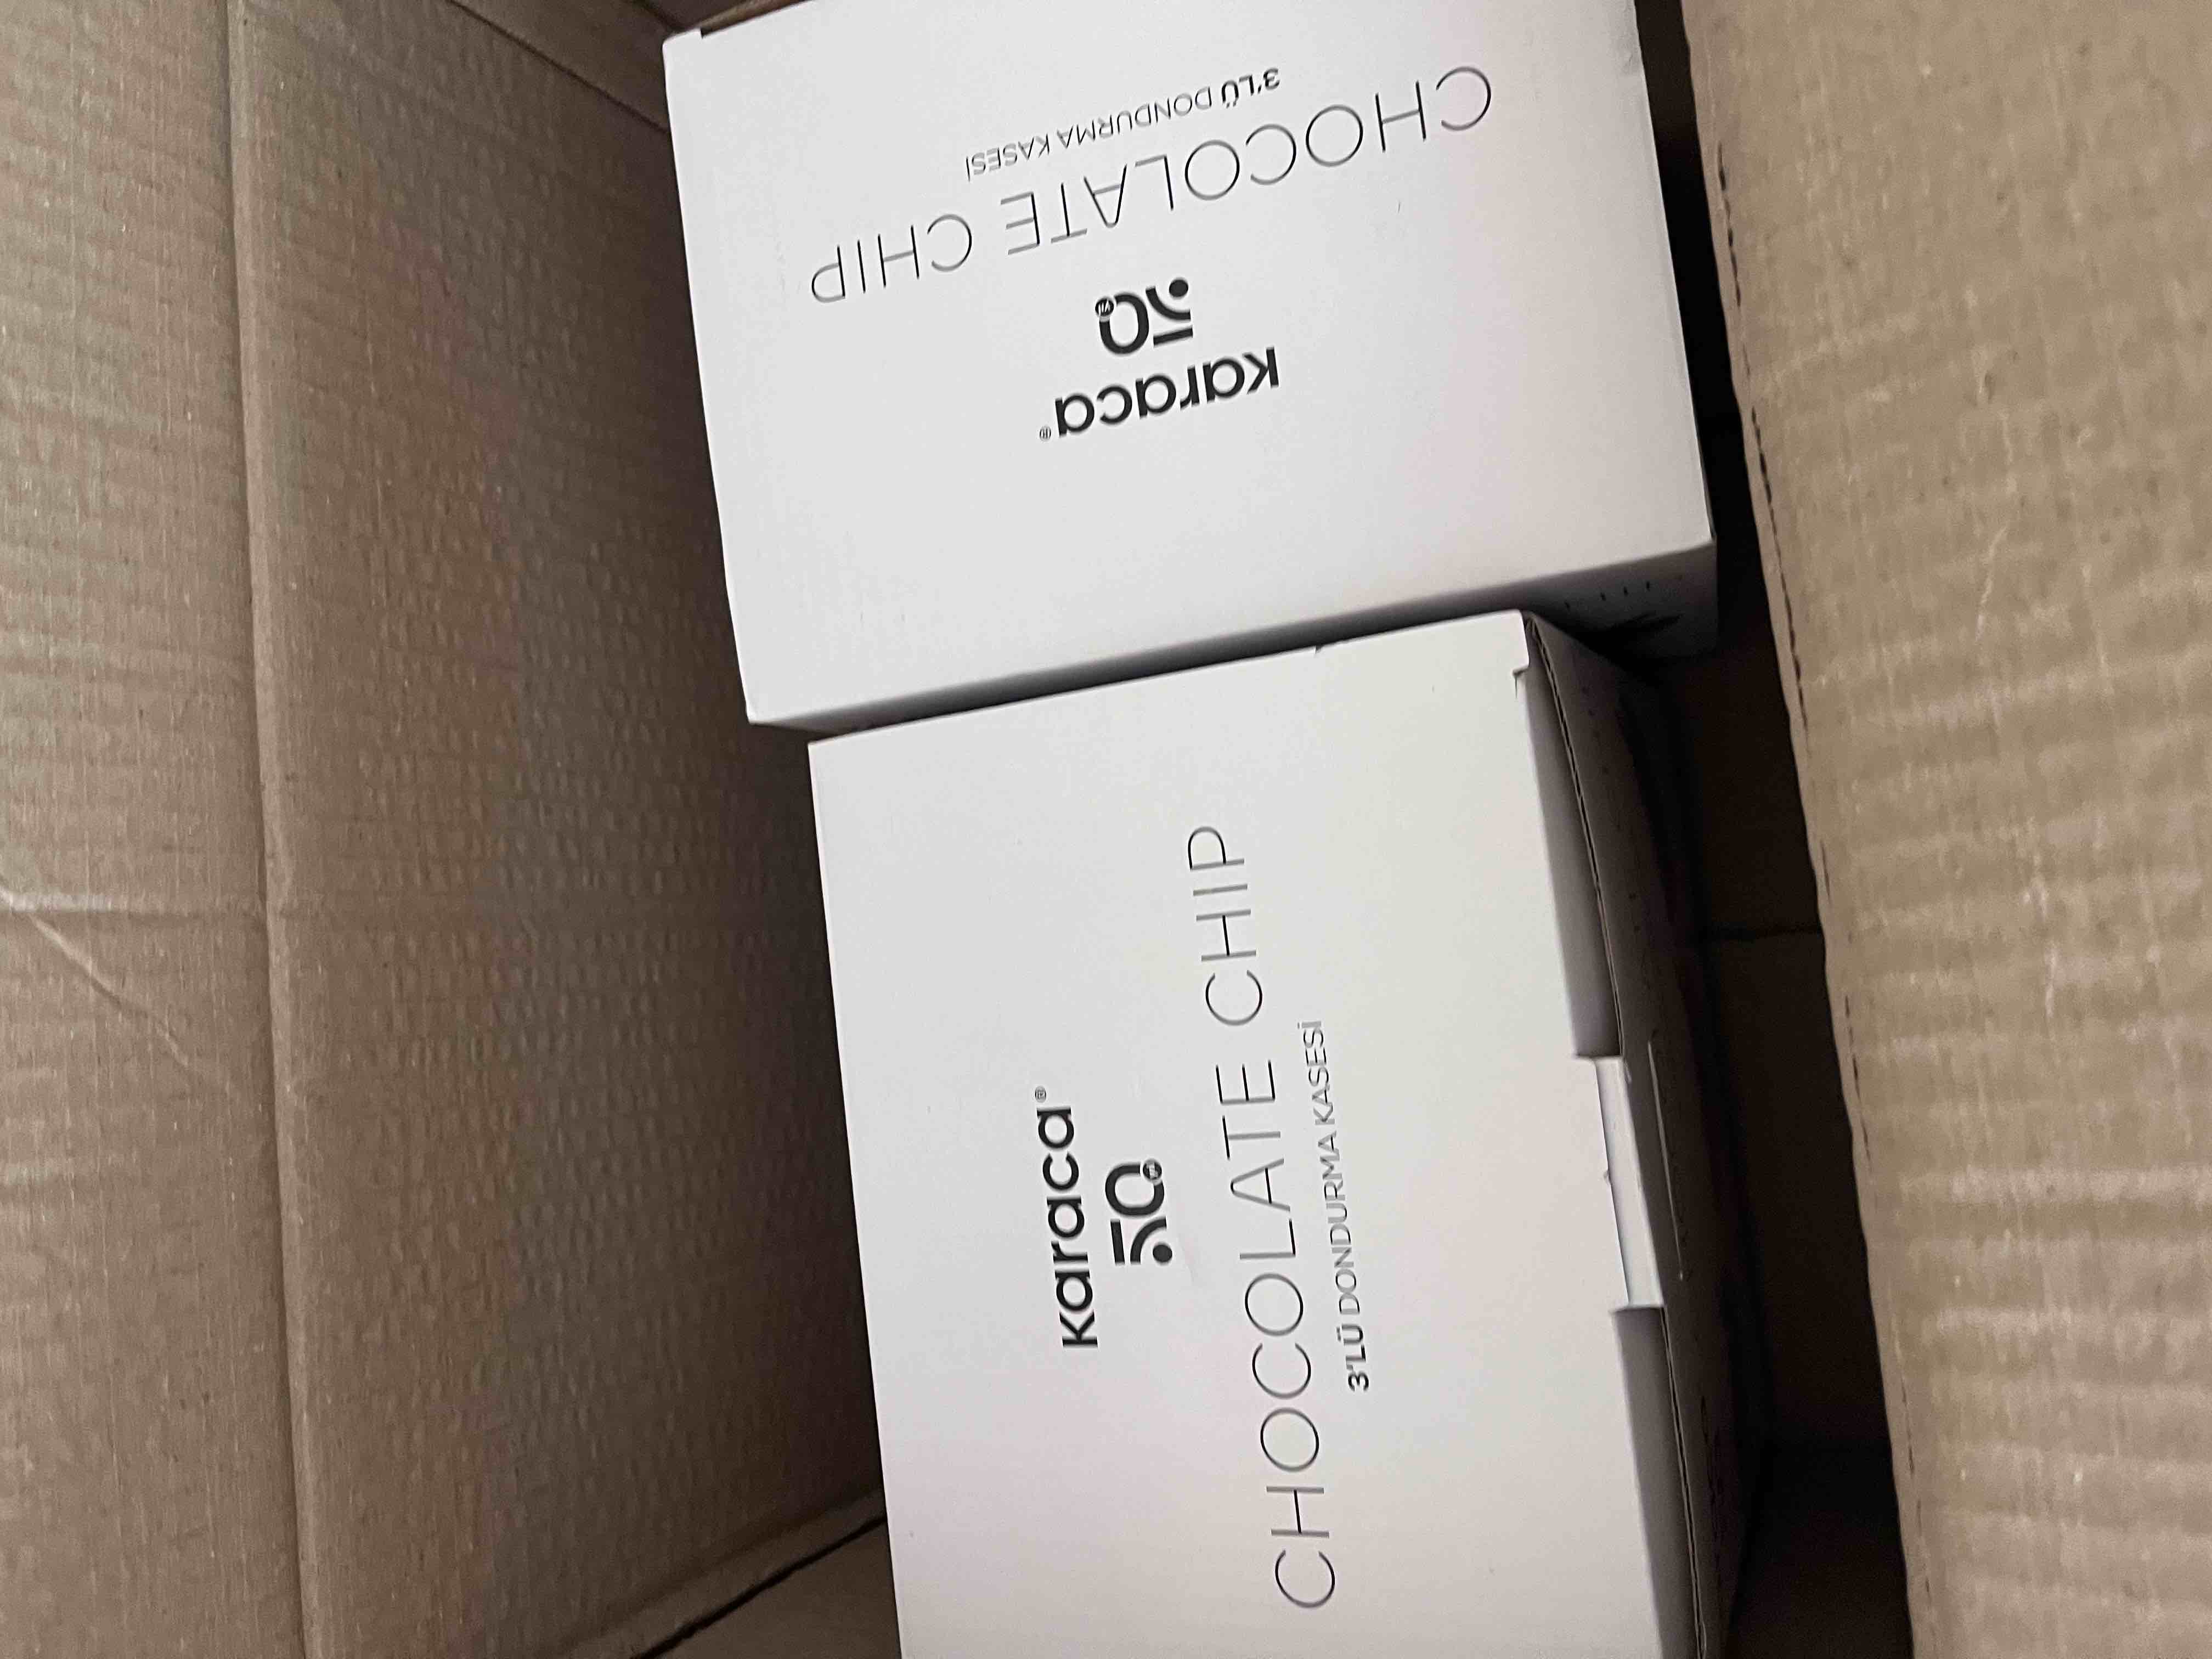 karaca®
50
CHOCOLATE CHIP
3'LÜ DONDURMA KASESİ
karaca®
50
CHOCOLATE CHIP
3'LÜ DONDURMA KASESİ